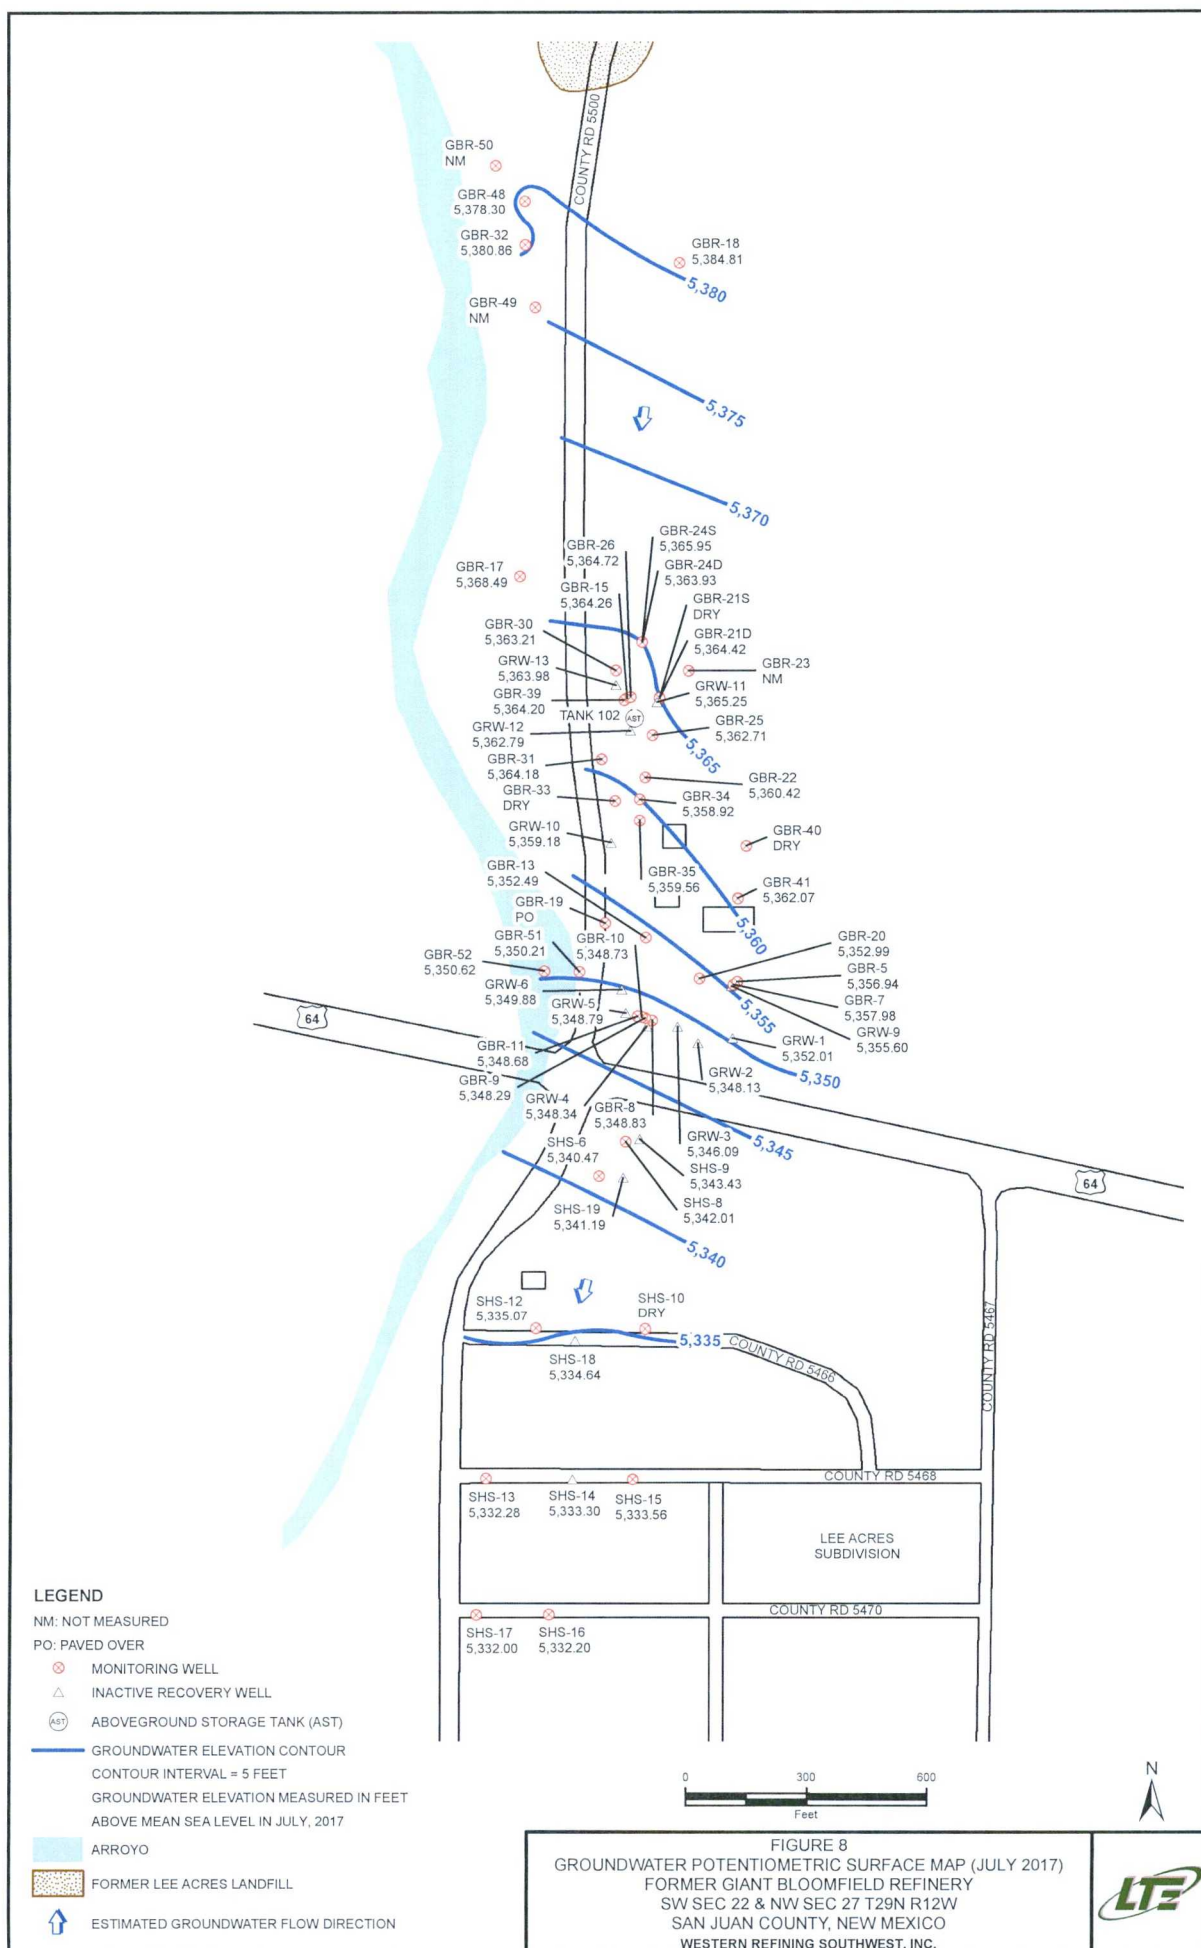 COUNTY RD 5500
GBR-50
NM
GBR-48
5,378.30
GBR-32
5,380.86
GBR-18
5,384.81
5,380
GBR-49
NM
5,375
5,370
GBR-24S
5,365.95
GBR-26
5,364.72
GBR-24D
5,363.93
GBR-17
5,368.49
GBR-15
5,364.26
GBR-21S
DRY
GBR-30
5,363.21
GBR-21D
5,364.42
GRW-13
5,363.98
GBR-23
NM
GBR-39
5,364.20
GRW-11
5,365.25
TANK 102
AST
GRW-12
5,362.79
GBR-25
5,362.71
5,365
GBR-31
5,364.18
GBR-22
5,360.42
GBR-33
DRY
GBR-34
5,358.92
GRW-10
5,359.18
GBR-40
DRY
GBR-13
5,352.49
GBR-35
5,359.56
GBR-41
5,362.07
GBR-19
PO
5,360
GBR-51
5,350.21
GBR-10
5,348.73
GBR-20
5,352.99
GBR-52
5,350.62
GBR-5
5,356.94
GRW-6
5,349.88
GBR-7
5,357.98
GRW-5
5,348.79
5,355
GRW-9
5,355.60
64
GBR-11
5,348.68
GRW-1
5,352.01
GRW-2
5,348.13
5,350
GBR-9
5,348.29
GRW-4
5,348.34
GBR-8
5,348.83
GRW-3
5,346.09
5,345
SHS-6
5,340.47
SHS-9
5,343.43
64
SHS-19
5,341.19
SHS-8
5,342.01
5,340
SHS-12
5,335.07
SHS-10
DRY
5,335
COUNTY RD 5466
COUNTY RD 5467
SHS-18
5,334.64
COUNTY RD 5468
SHS-13
5,332.28
SHS-14
5,333.30
SHS-15
5,333.56
LEE ACRES
SUBDIVISION
COUNTY RD 5470
SHS-17
5,332.00
SHS-16
5,332.20
LEGEND
NM: NOT MEASURED
PO: PAVED OVER
MONITORING WELL
INACTIVE RECOVERY WELL
AST ABOVEGROUND STORAGE TANK (AST)
GROUNDWATER ELEVATION CONTOUR
CONTOUR INTERVAL = 5 FEET
GROUNDWATER ELEVATION MEASURED IN FEET
ABOVE MEAN SEA LEVEL IN JULY, 2017
ARROYO
FORMER LEE ACRES LANDFILL
ESTIMATED GROUNDWATER FLOW DIRECTION
0 300 600
Feet
N
FIGURE 8
GROUNDWATER POTENTIOMETRIC SURFACE MAP (JULY 2017)
FORMER GIANT BLOOMFIELD REFINERY
SW SEC 22 & NW SEC 27 T29N R12W
SAN JUAN COUNTY, NEW MEXICO
WESTERN REFINING SOUTHWEST, INC.
LTE